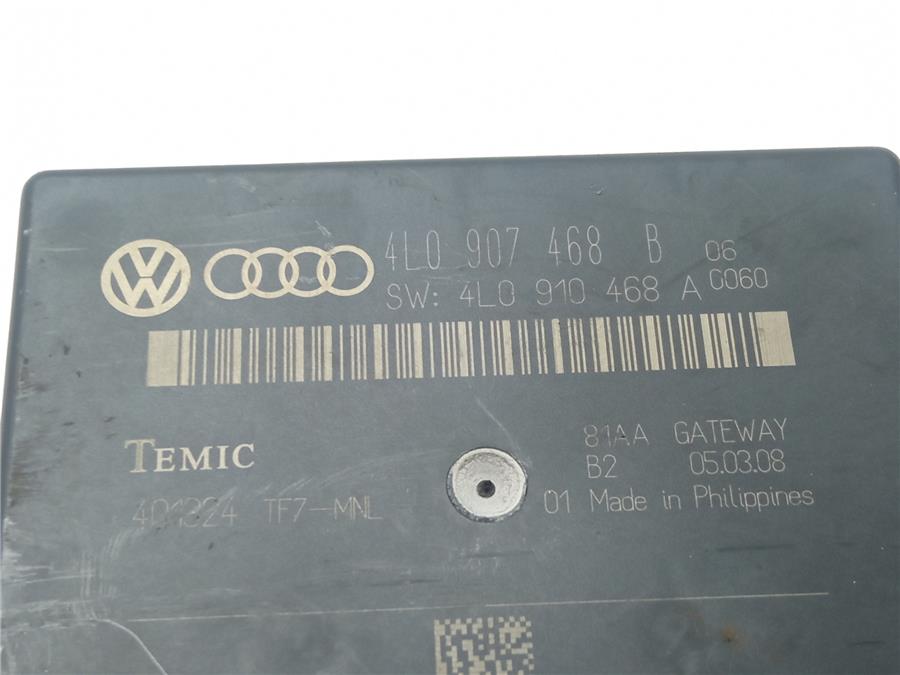 4L0 907 468 B 06
SW: 4L0 910 468 A 0060
TEMIC
81AA GATEWAY
B2 05.03.08
401324 TF7-MNL
01 Made in Philippines